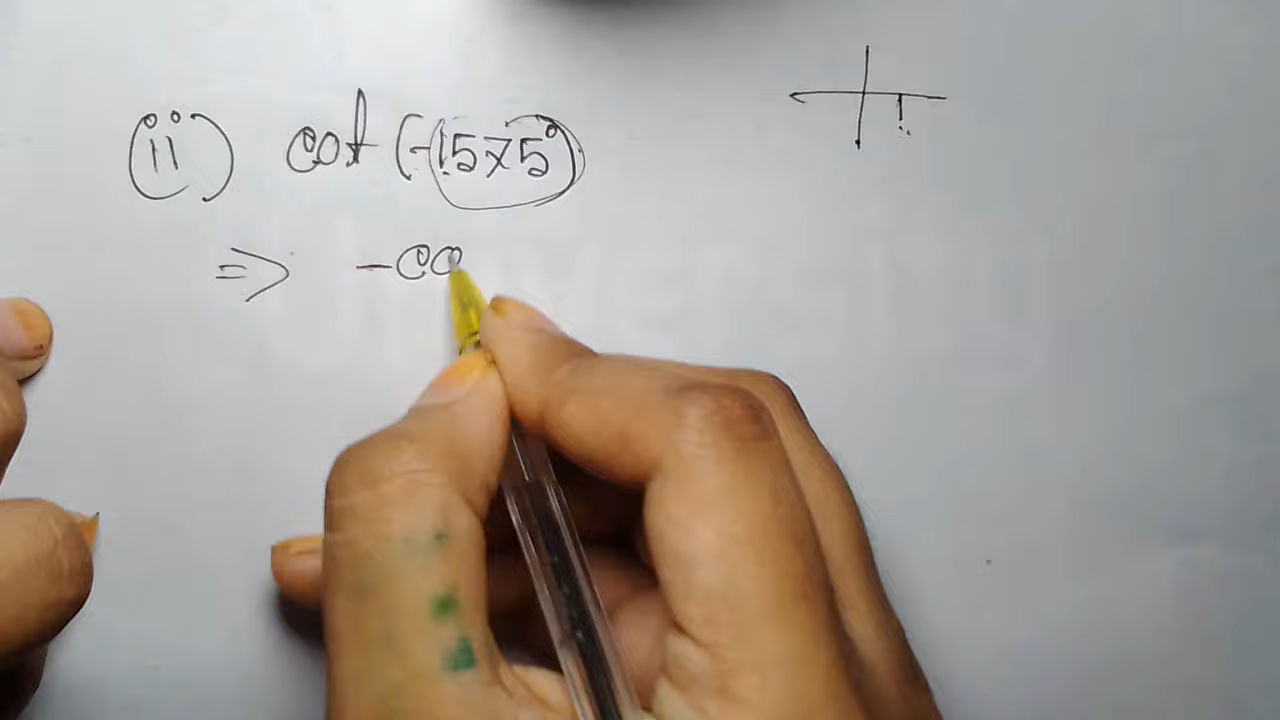 (ii) cot (-1575°)
=> -co